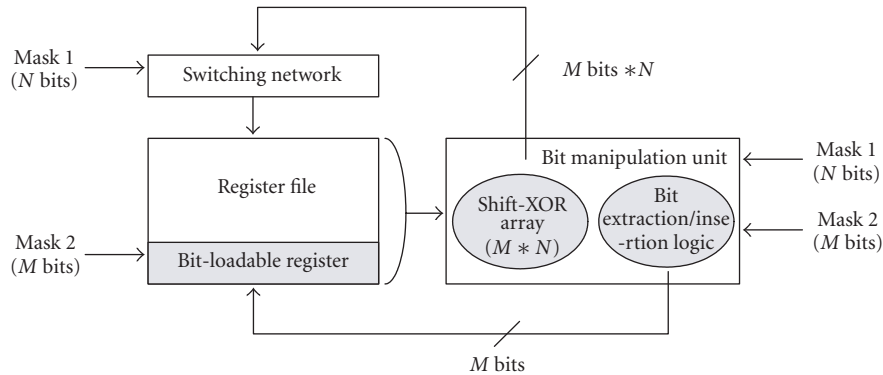 Mask 1
(N bits)
Switching network
M bits ∗N
Register file
Bit manipulation unit
Mask 1
(N bits)
Shift-XOR
array
(M ∗ N)
Bit
extraction/inse
-rtion logic
Mask 2
(M bits)
Mask 2
(M bits)
Bit-loadable register
M bits